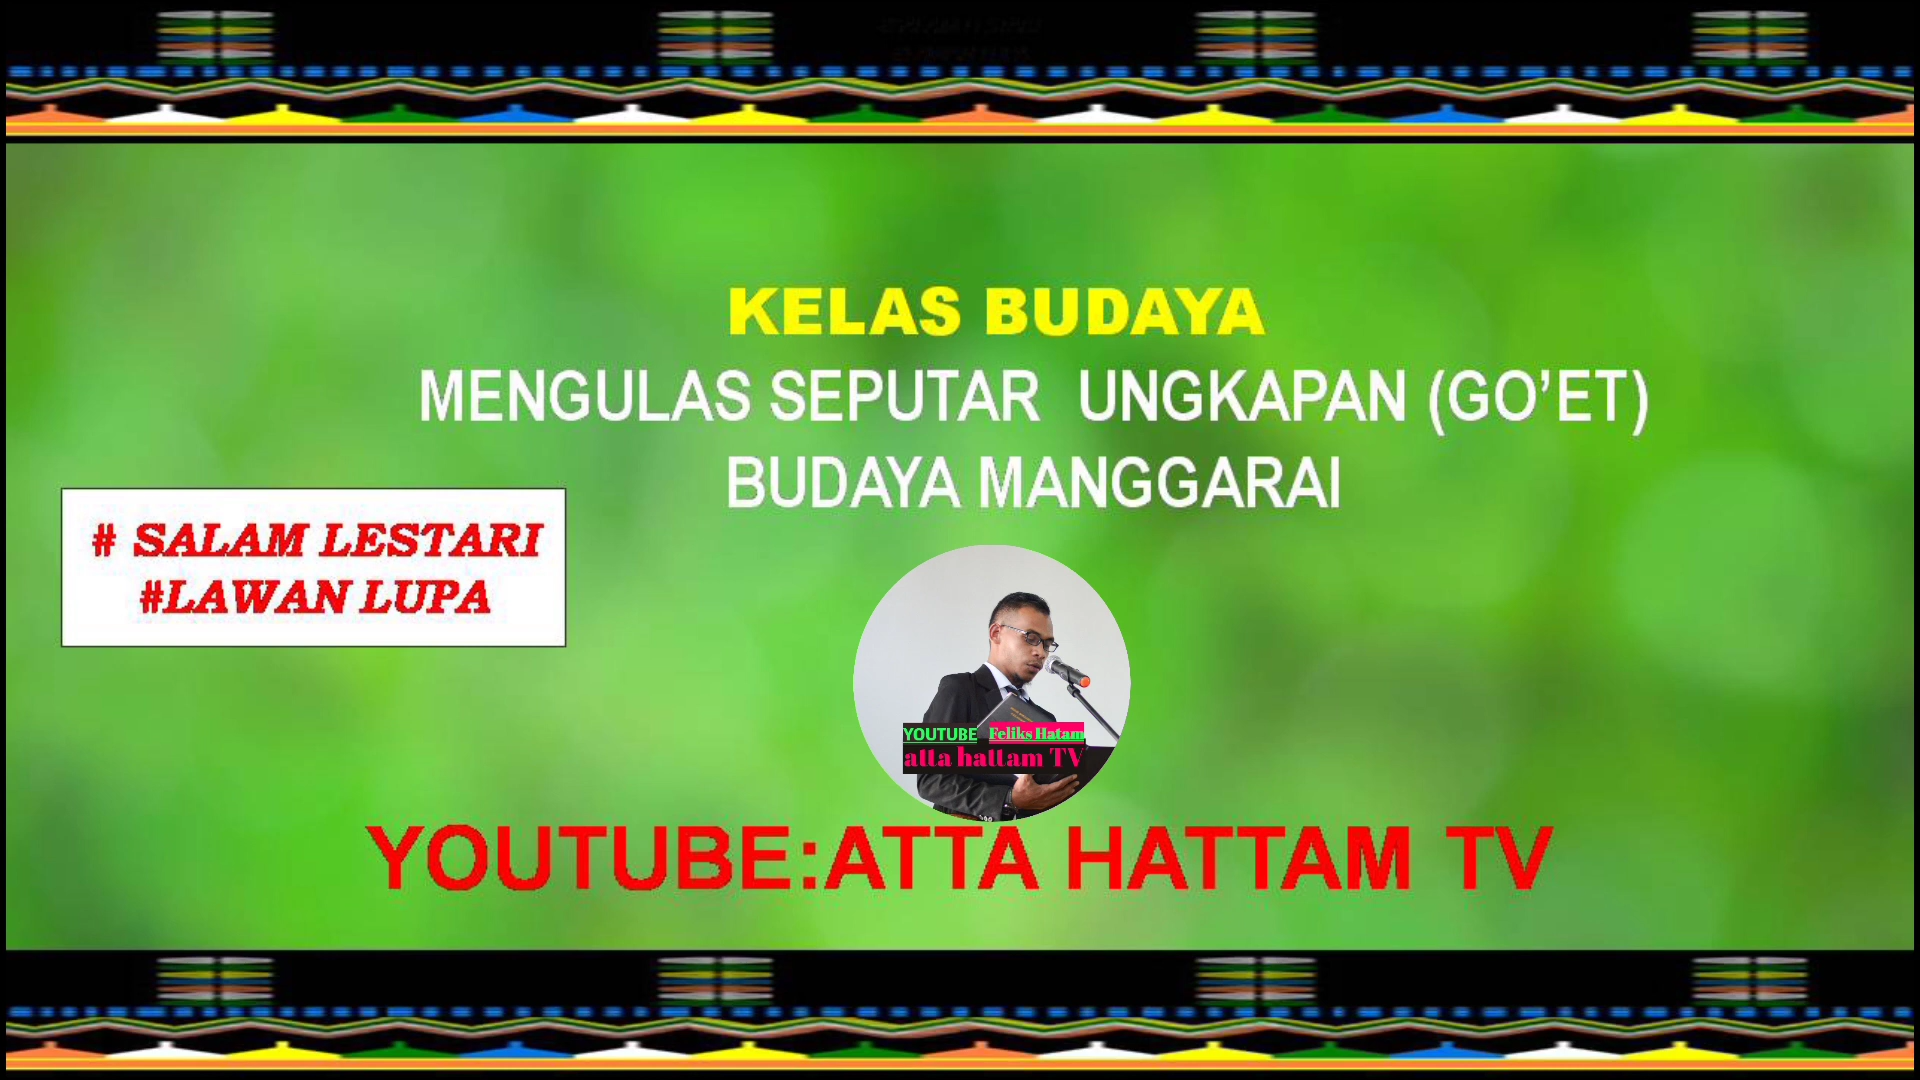 KELAS BUDAYA
MENGULAS SEPUTAR UNGKAPAN (GO'ET)
BUDAYA MANGGARAI
# SALAM LESTARI
#LAWAN LUPA
YOUTUBE Feliks Hatam
atta hattam TV
YOUTUBE:ATTA HATTAM TV